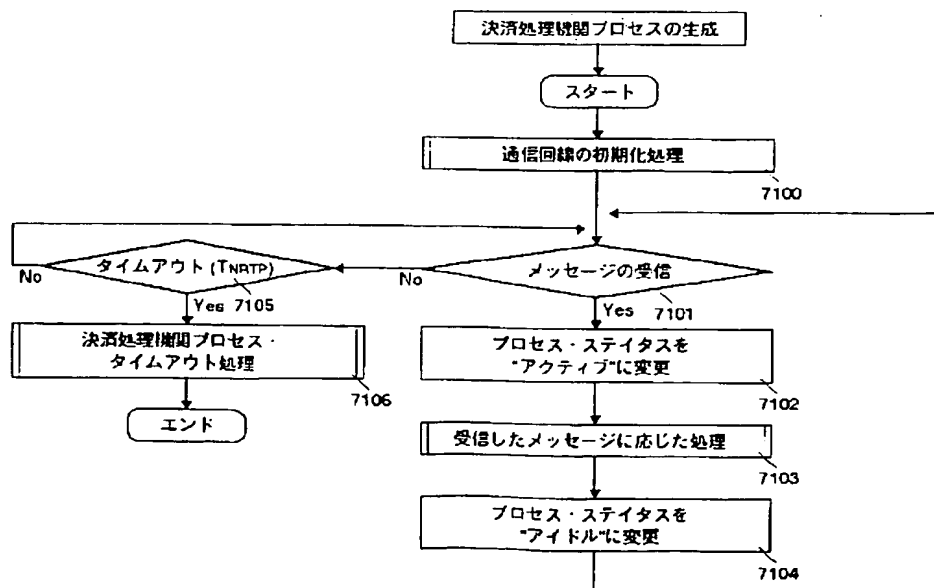 決済処理機関プロセスの生成
スタート
通信回線の初期化処理
7100
メッセージの受信
7101
No
Yes
タイムアウト (TNRTP)
7105
No
Yes
決済処理機関プロセス・
タイムアウト処理
7106
エンド
プロセス・ステイタスを
"アクティブ"に変更
7102
受信したメッセージに応じた処理
7103
プロセス・ステイタスを
"アイドル"に変更
7104